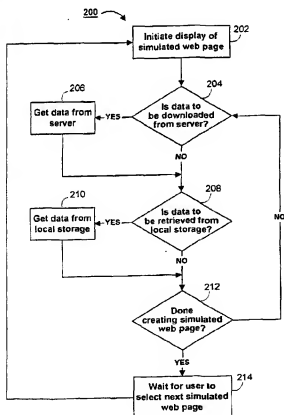 200
Initiate display of
simulated web page
202
204
206
Is data to
be downloaded
from server?
Get data from
server
YES
NO
208
210
Is data to
be retrieved from
local storage?
Get data from
local storage
YES
NO
NO
212
Done
creating simulated
web page?
YES
214
Wait for user to
select next simulated
web page